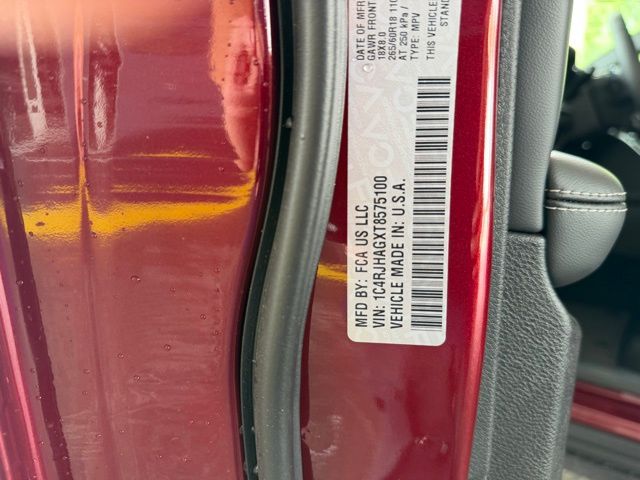 DATE OF MFR
GAWR FRONT
18X8.0
265/60R18 110
AT 250 kPa /
THIS VEHICLE
STAND
TYPE: MPV
MFD BY: FCA US LLC
VIN: 1C4RJHAGXT8575100
VEHICLE MADE IN: U.S.A.